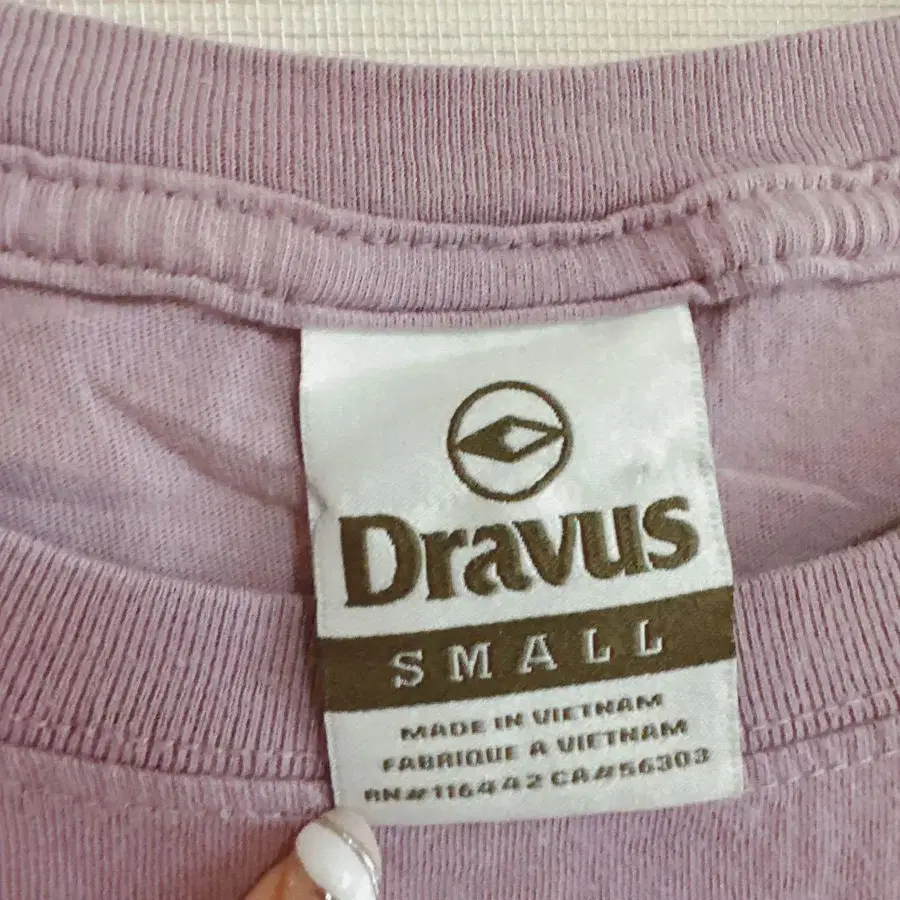 Dravus
SMALL
MADE IN VIETNAM
FABRIQUE A VIETNAM
RN#116442 CA#56303